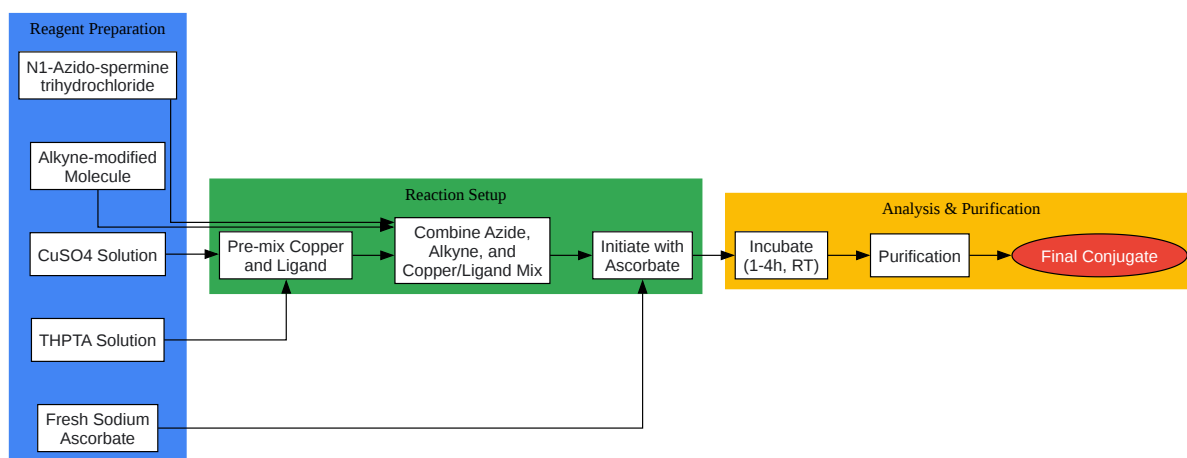 Reagent Preparation
N1-Azido-spermine
trihydrochloride
Alkyne-modified
Molecule
CuSO4 Solution
THPTA Solution
Fresh Sodium
Ascorbate
Reaction Setup
Pre-mix Copper
and Ligand
Combine Azide,
Alkyne, and
Copper/Ligand Mix
Initiate with
Ascorbate
Analysis & Purification
Incubate
(1-4h, RT)
Purification
Final Conjugate